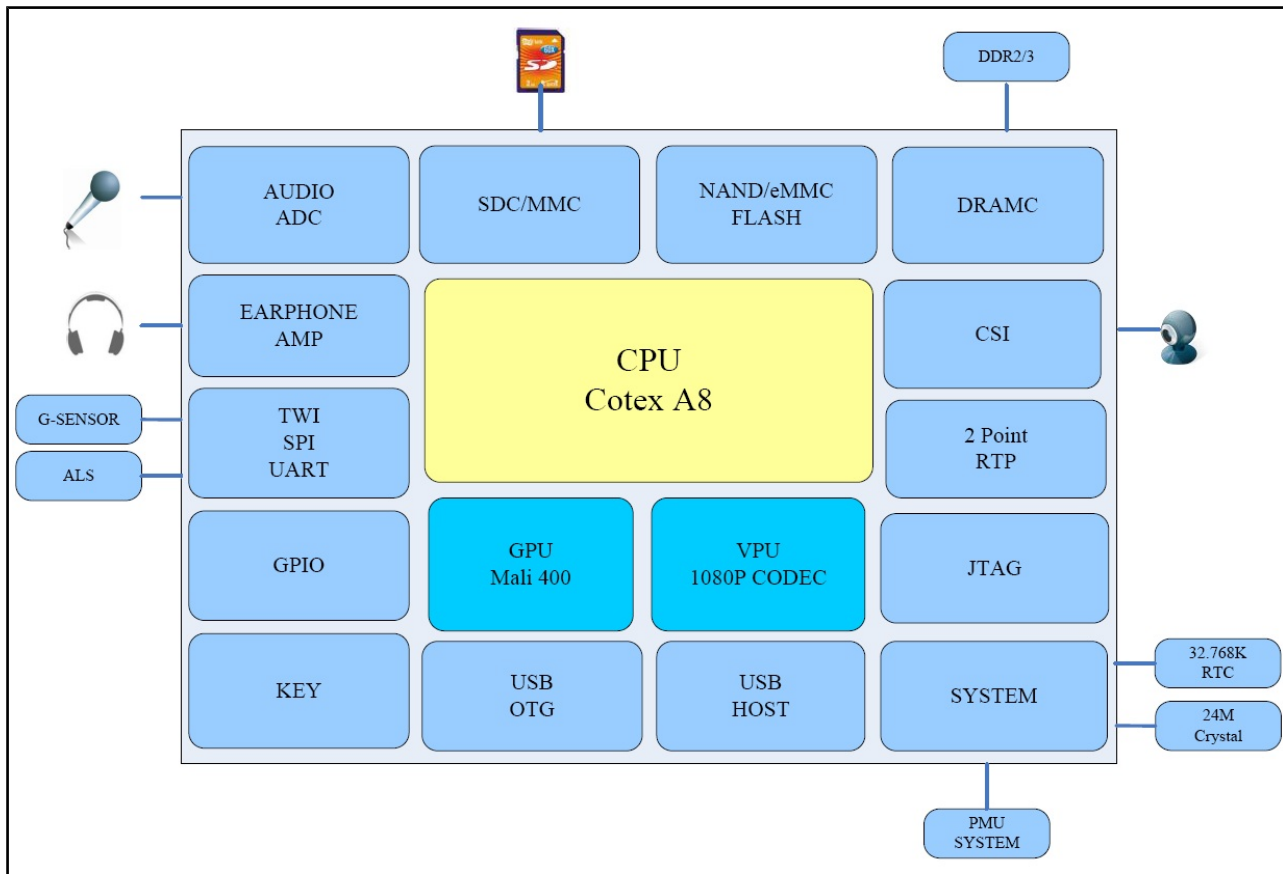 DDR2/3
SD
AUDIO
ADC
SDC/MMC
NAND/eMMC
FLASH
DRAMC
EARPHONE
AMP
CPU
Cotex A8
CSI
G-SENSOR
ALS
TWI
SPI
UART
2 Point
RTP
GPIO
GPU
Mali 400
VPU
1080P CODEC
JTAG
KEY
USB
OTG
USB
HOST
SYSTEM
32.768K
RTC
24M
Crystal
PMU
SYSTEM